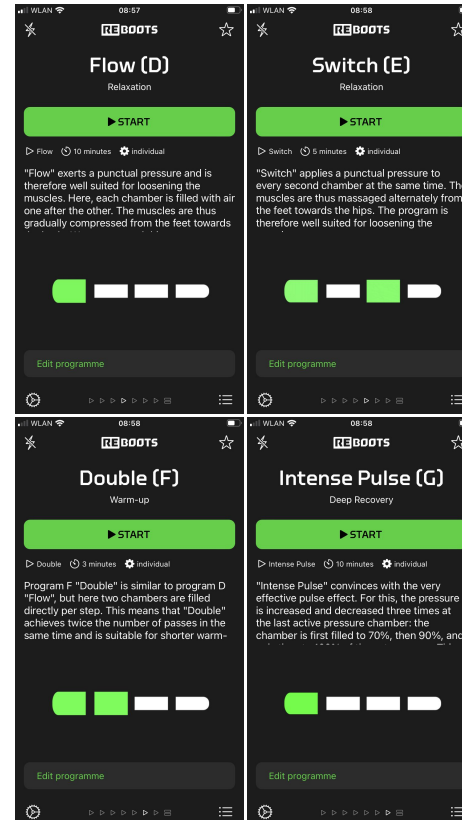 WLAN 08:57
REBOOTS
Flow (D)
Relaxation
START
Flow 10 minutes individual
"Flow" exerts a punctual pressure and is
therefore well suited for loosening the
muscles. Here, each chamber is filled with air
one after the other. The muscles are thus
gradually compressed from the feet towards
Edit programme
WLAN 08:58
REBOOTS
Switch (E)
Relaxation
START
Switch 5 minutes individual
"Switch" applies a punctual pressure to
every second chamber at the same time. The
muscles are thus massaged alternately from
the feet towards the hips. The program is
therefore well suited for loosening the
Edit programme
WLAN 08:58
REBOOTS
Double (F)
Warm-up
START
Double 3 minutes individual
Program F "Double" is similar to program D
"Flow", but here two chambers are filled
directly per step. This means that "Double"
achieves twice the number of passes in the
same time and is suitable for shorter warm-
Edit programme
WLAN 08:58
REBOOTS
Intense Pulse (G)
Deep Recovery
START
Intense Pulse 10 minutes individual
"Intense Pulse" convinces with the very
effective pulse effect. For this, the pressure
is increased and decreased three times at
the last active pressure chamber: the
chamber is first filled to 70%, then 90%, and
Edit programme